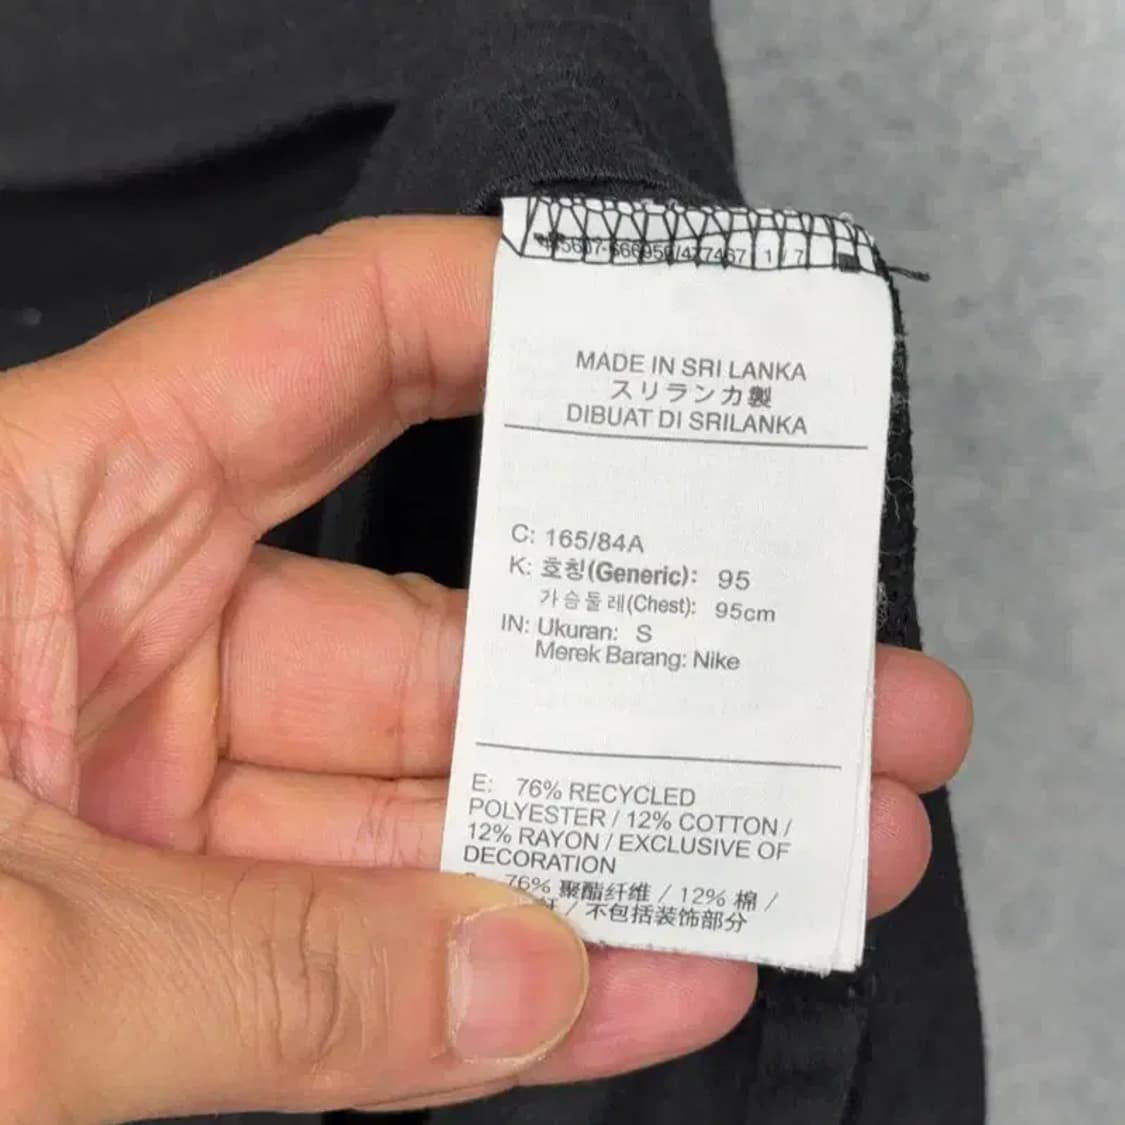 1 / 7
MADE IN SRI LANKA
スリランカ製
DIBUAT DI SRILANKA
C: 165/84A
K: 호칭(Generic): 95
가슴둘레(Chest): 95cm
IN: Ukuran: S
Merek Barang: Nike
E: 76% RECYCLED
POLYESTER / 12% COTTON /
12% RAYON / EXCLUSIVE OF
DECORATION
76% 聚酯纤维 / 12% 棉 /
/ 不包括装饰部分